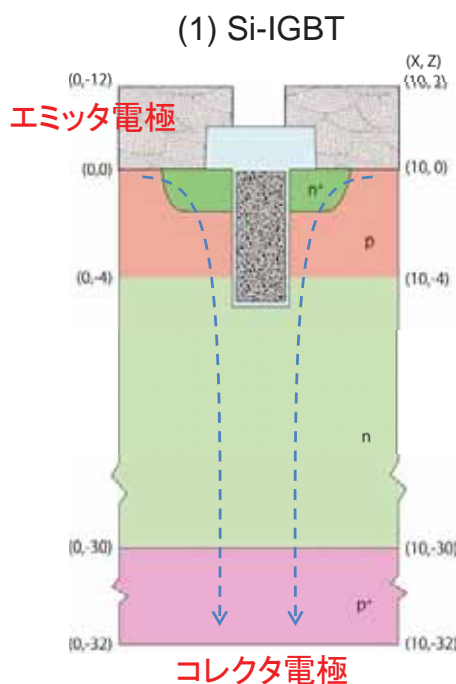 (1) Si-IGBT
(X, Z)
(0,-12)
(10, 2)
エミッタ電極
(0,0)
(10, 0)
n⁺
p
(0,-4)
(10,-4)
n
(0,-30)
(10,-30)
p⁺
(0,-32)
(10,-32)
コレクタ電極